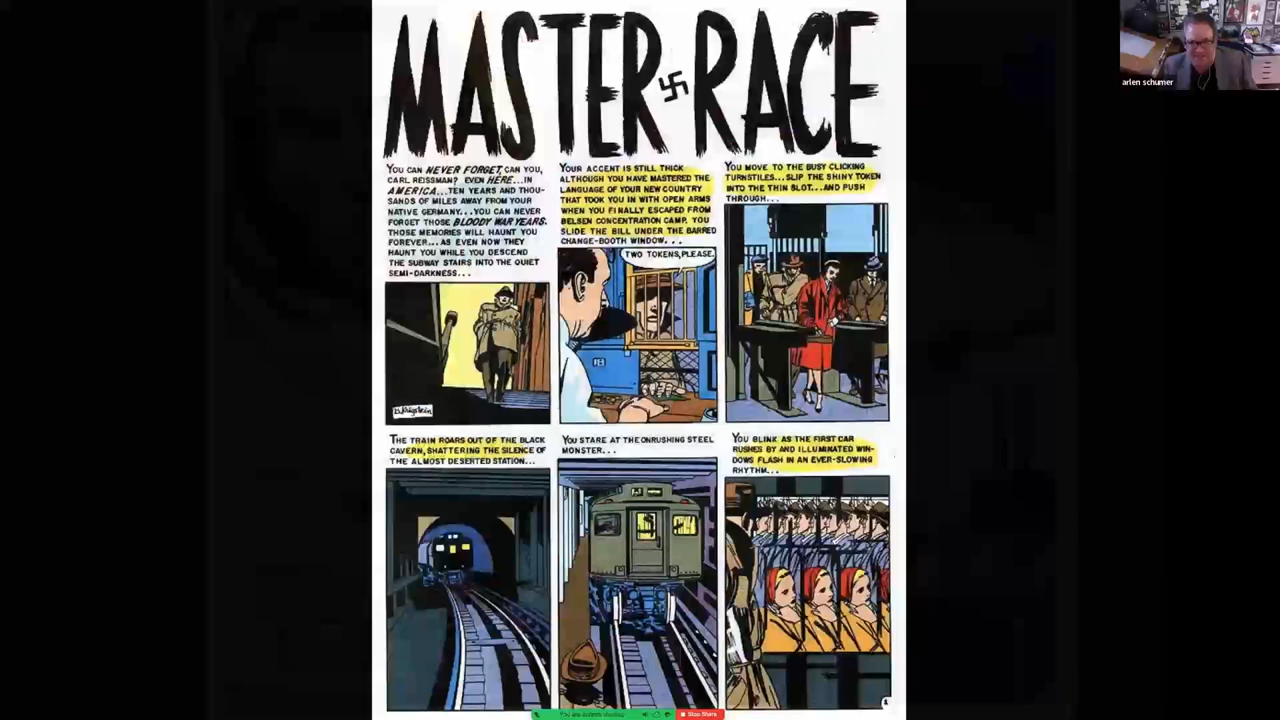 MASTER RACE
YOU CAN NEVER FORGET, CAN YOU,
CARL REISSMAN? EVEN HERE...IN
AMERICA...TEN YEARS AND THOU-
SANDS OF MILES AWAY FROM YOUR
NATIVE GERMANY...YOU CAN NEVER
FORGET THOSE BLOODY WAR YEARS.
THOSE MEMORIES WILL HAUNT YOU
FOREVER...AS EVEN NOW THEY
HAUNT YOU WHILE YOU DESCEND
THE SUBWAY STAIRS INTO THE QUIET
SEMI-DARKNESS...
B. Krigstein
YOUR ACCENT IS STILL THICK
ALTHOUGH YOU HAVE MASTERED THE
LANGUAGE OF YOUR NEW COUNTRY
THAT TOOK YOU IN WITH OPEN ARMS
WHEN YOU FINALLY ESCAPED FROM
BELSEN CONCENTRATION CAMP. YOU
SLIDE THE BILL UNDER THE BARRED
CHANGE-BOOTH WINDOW...
TWO TOKENS, PLEASE.
YOU MOVE TO THE BUSY CLICKING
TURNSTILES...SLIP THE SHINY TOKEN
INTO THE THIN SLOT...AND PUSH
THROUGH...
THE TRAIN ROARS OUT OF THE BLACK
CAVERN, SHATTERING THE SILENCE OF
THE ALMOST DESERTED STATION...
YOU STARE AT THE ONRUSHING STEEL
MONSTER...
YOU BLINK AS THE FIRST CAR
RUSHES BY AND ILLUMINATED WIN-
DOWS FLASH IN AN EVER-SLOWING
RHYTHM...
1
arlen schumer
You are screen sharing
Stop Share